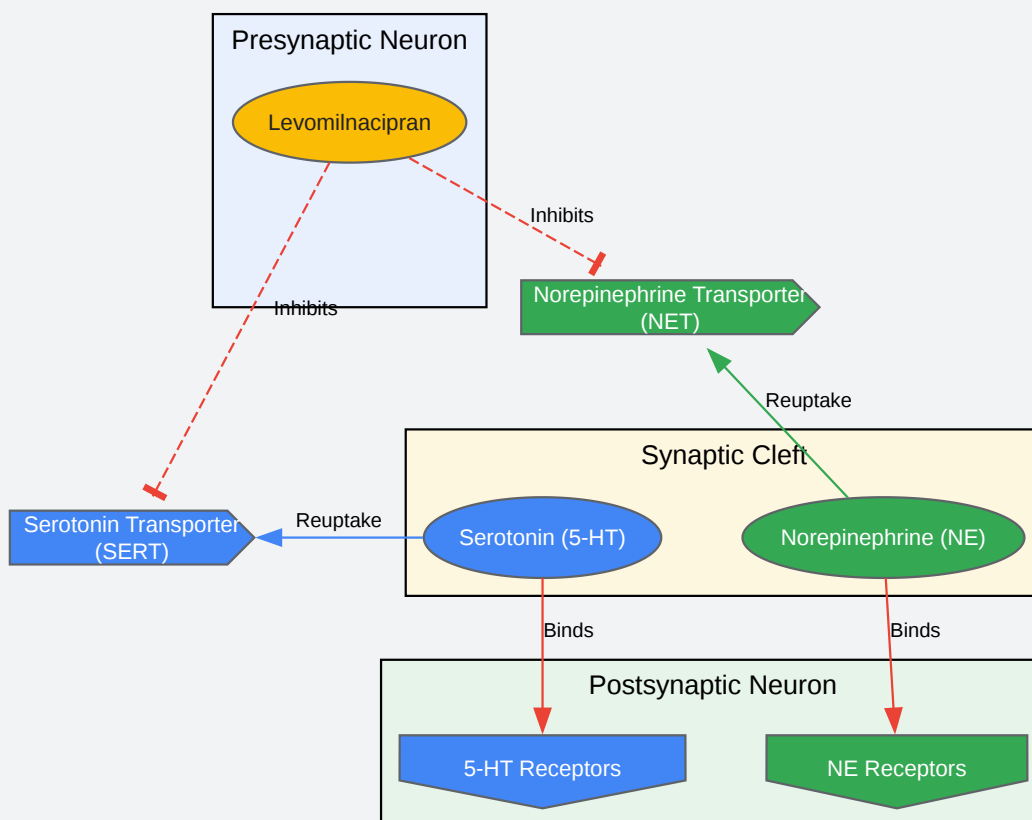 Presynaptic Neuron
Levomilnacipran
Inhibits
Inhibits
Norepinephrine Transporter
(NET)
Reuptake
Synaptic Cleft
Serotonin Transporter
(SERT)
Reuptake
Serotonin (5-HT)
Norepinephrine (NE)
Binds
Binds
Postsynaptic Neuron
5-HT Receptors
NE Receptors